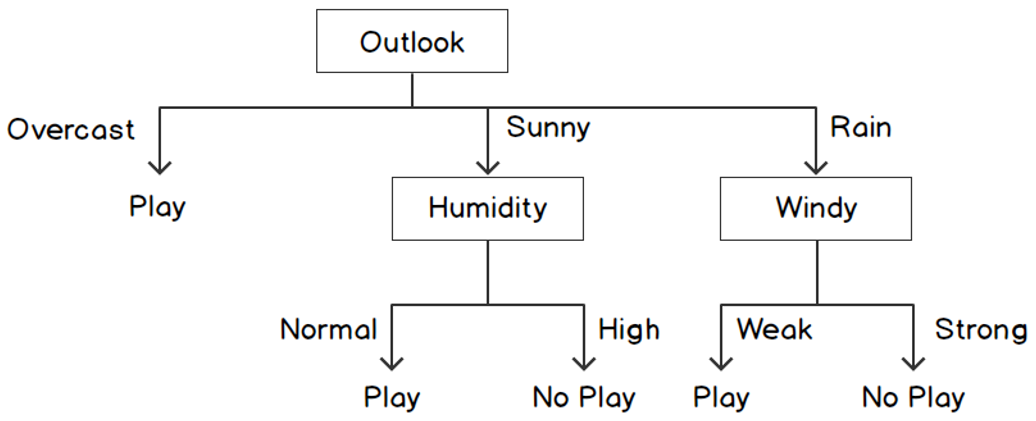 Outlook
Overcast
Sunny
Rain
Play
Humidity
Windy
Normal
High
Weak
Strong
Play
No Play
Play
No Play